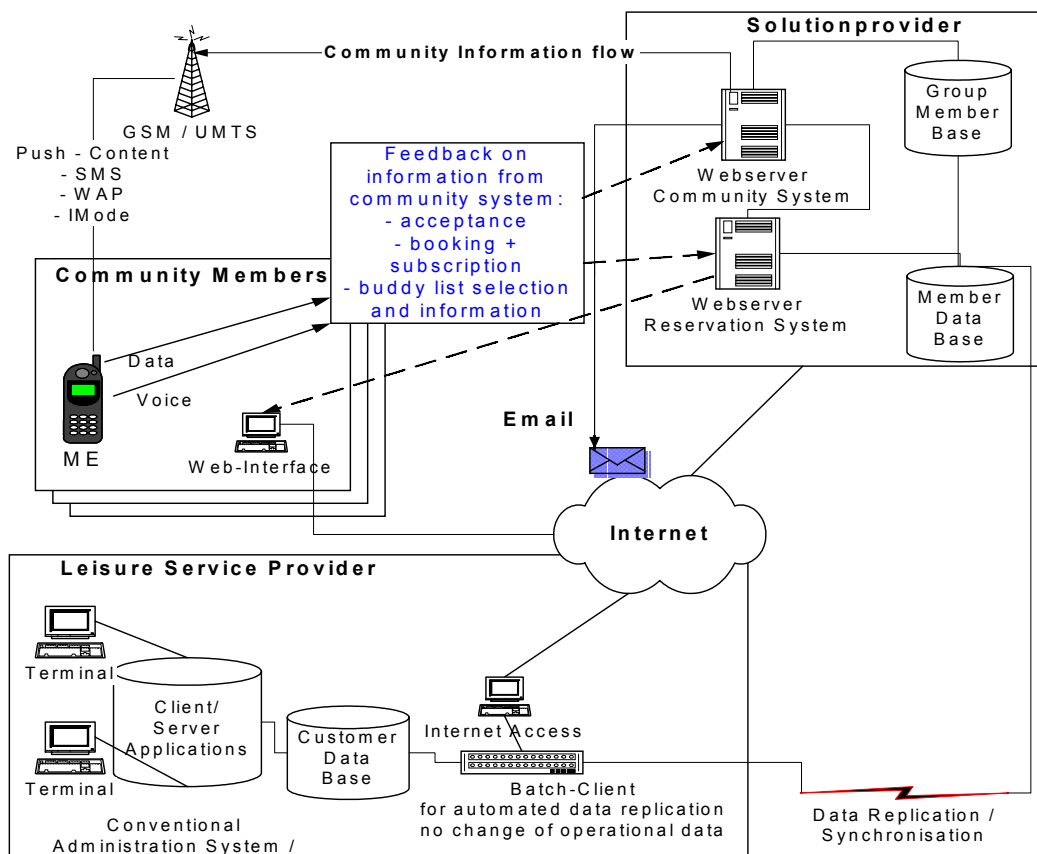 Solutionprovider
Community Information flow
Group
Member
Base
GSM / UMTS
Push - Content
- SMS
- WAP
- IMode
Feedback on
information from
community system:
- acceptance
- booking +
subscription
- buddy list selection
and information
Webserver
Community System
Community Members
Webserver
Reservation System
Member
Data
Base
Data
Voice
ME
Web-Interface
Email
Internet
Leisure Service Provider
Terminal
Client/
Server
Applications
Terminal
Customer
Data
Base
Internet Access
Batch-Client
for automated data replication
no change of operational data
Data Replication /
Synchronisation
Conventional
Administration System /